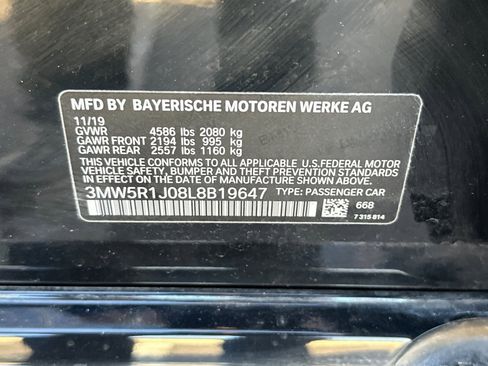 MFD BY BAYERISCHE MOTOREN WERKE AG
11/19
GVWR 4586 lbs 2080 kg
GAWR FRONT 2194 lbs 995 kg
GAWR REAR 2557 lbs 1160 kg
THIS VEHICLE CONFORMS TO ALL APPLICABLE U.S.FEDERAL MOTOR
VEHICLE SAFETY, BUMPER AND THEFT PREVENTION STANDARDS
IN EFFECT ON THE DATE OF MANUFACTURE SHOWN ABOVE.
3MW5R1J08L8B19647 TYPE: PASSENGER CAR
668
7 315 814